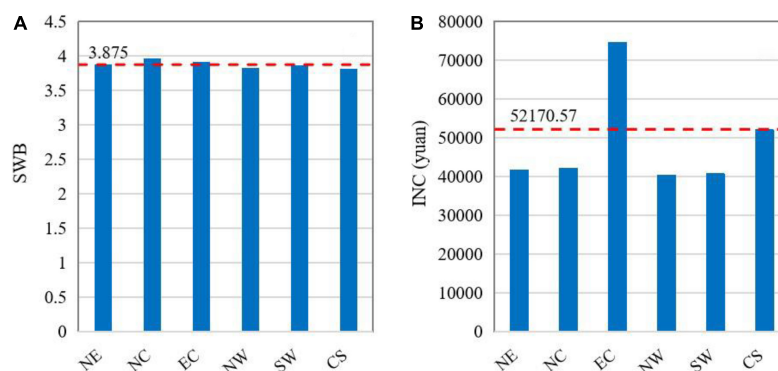 A
SWB
4.5
4
3.5
3
2.5
2
1.5
1
0.5
0
3.875
NE
NC
EC
NW
SW
CS
B
INC (yuan)
80000
70000
60000
50000
40000
30000
20000
10000
0
52170.57
NE
NC
EC
NW
SW
CS